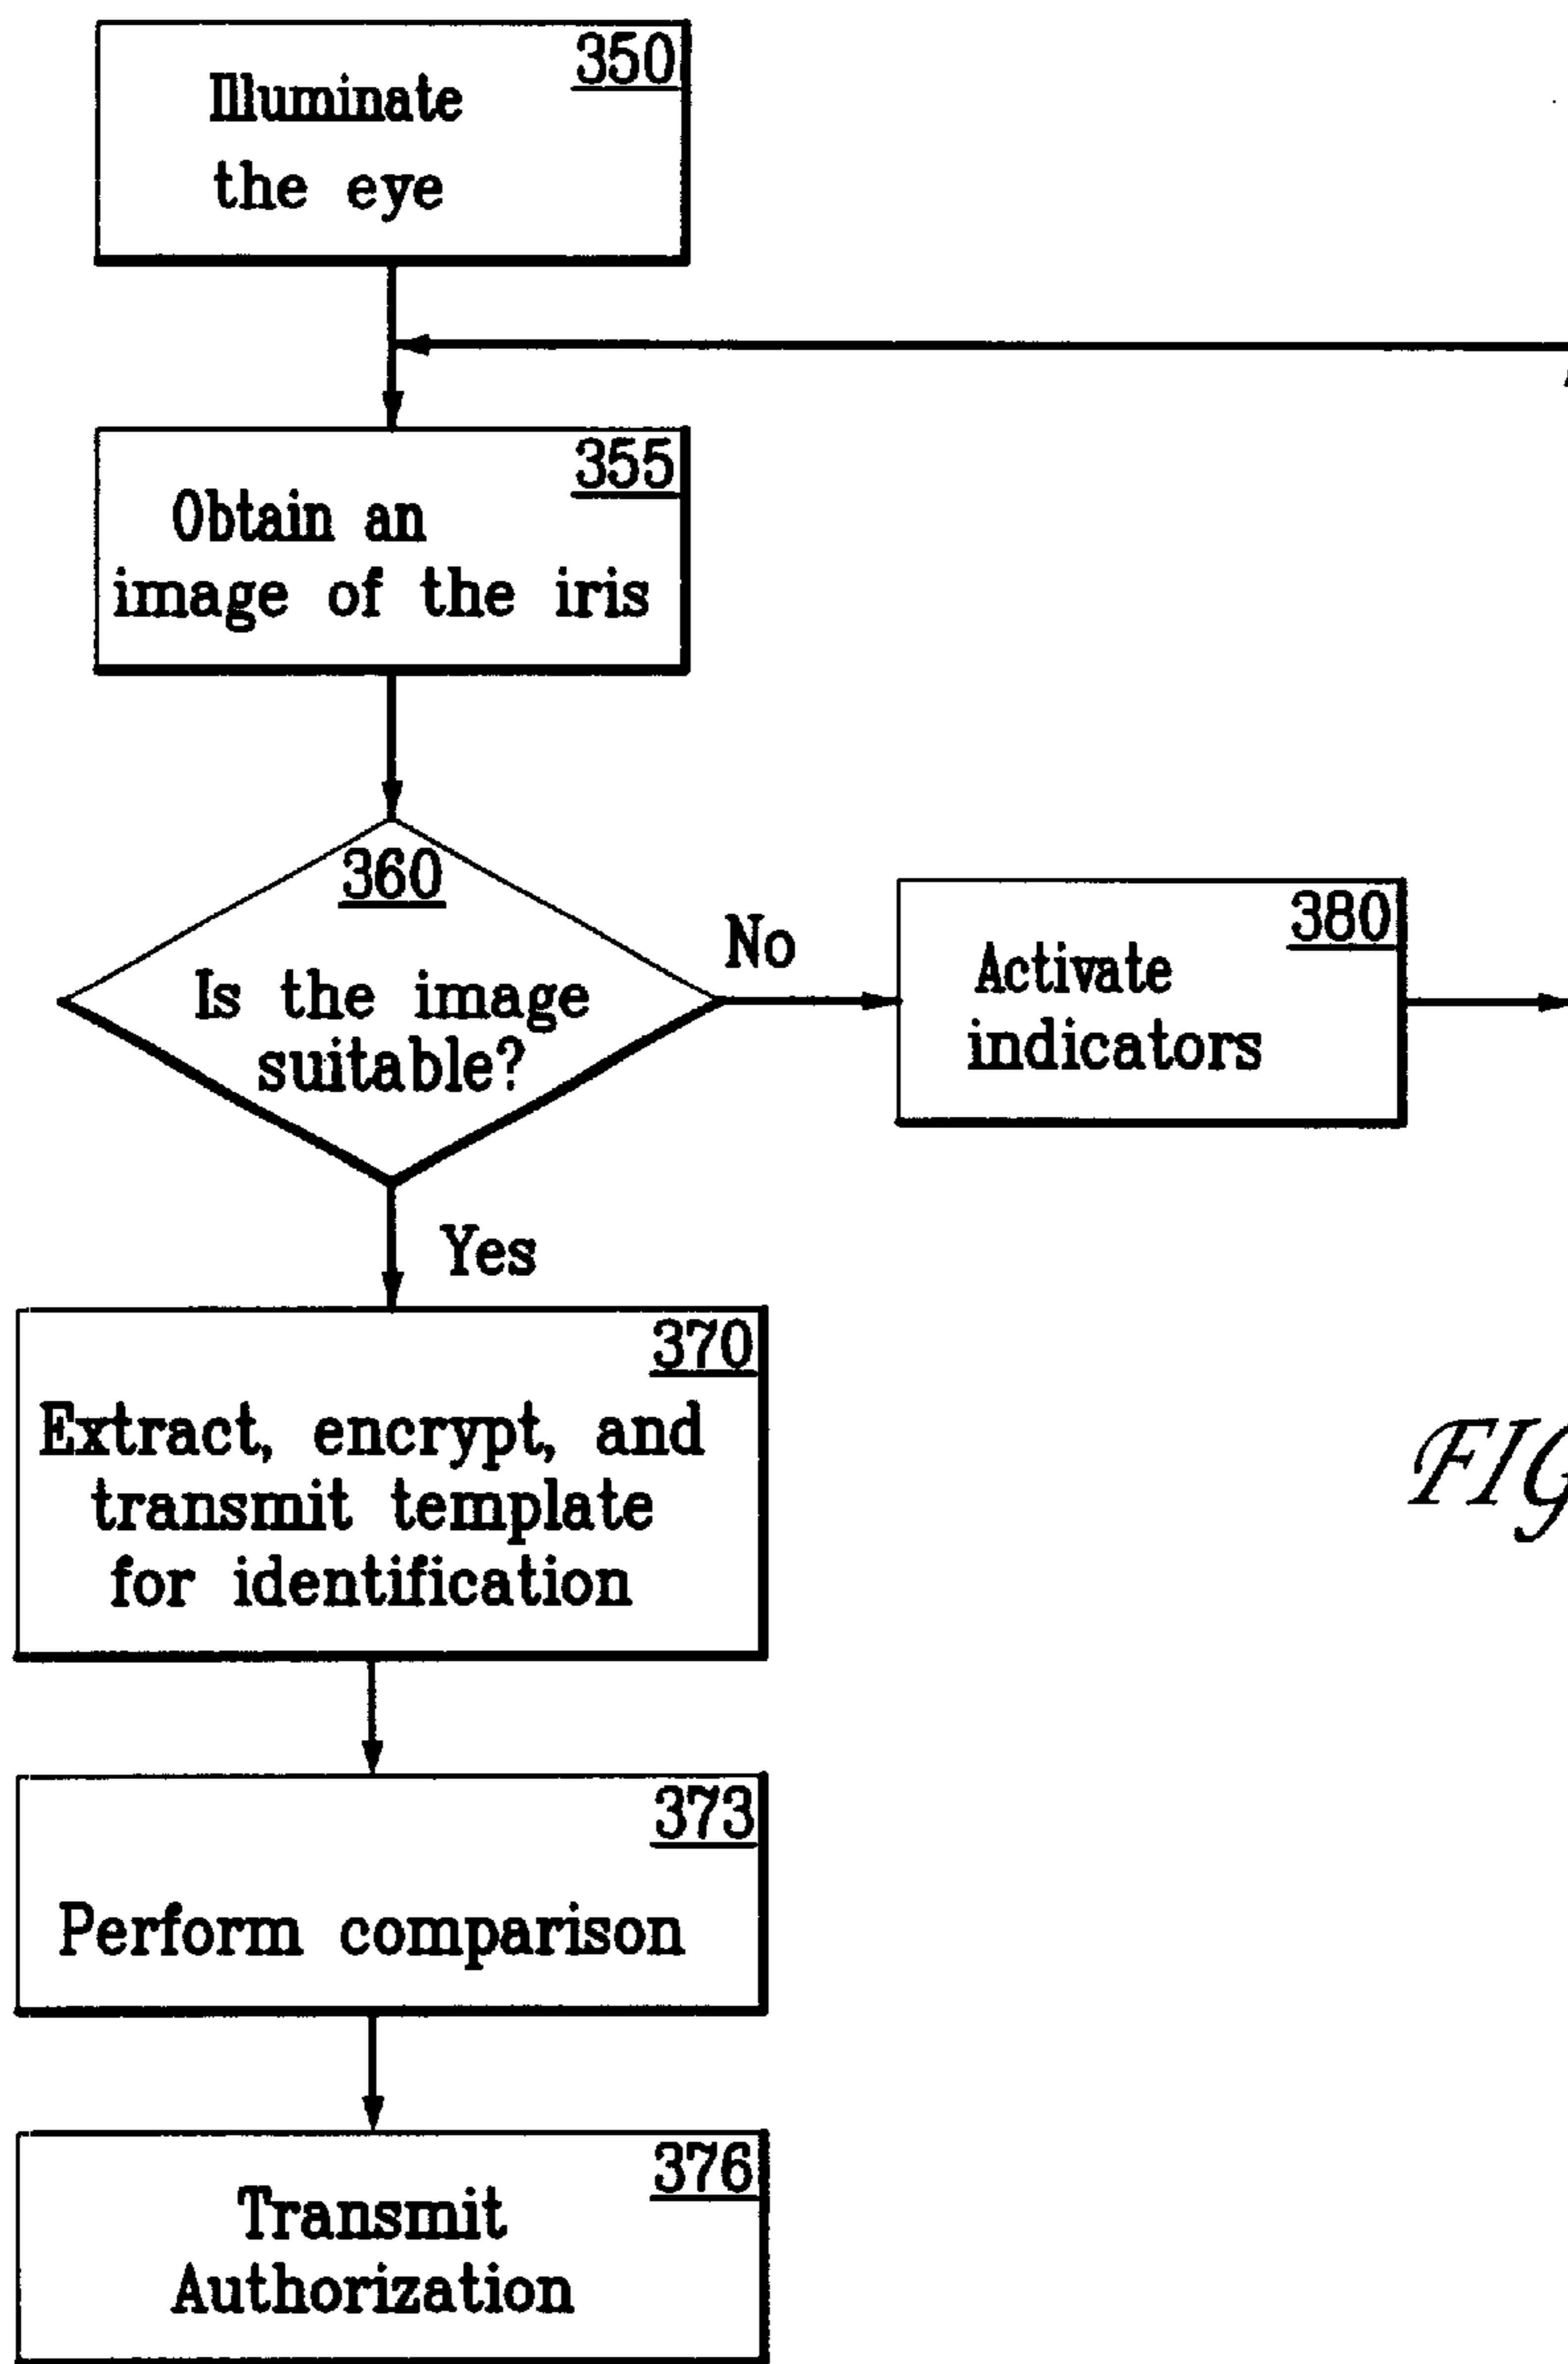 350
Illuminate
the eye
355
Obtain an
image of the iris
360
Is the image
suitable?
No
380
Activate
indicators
Yes
370
Extract, encrypt, and
transmit template
for identification
FIG
373
Perform comparison
376
Transmit
Authorization